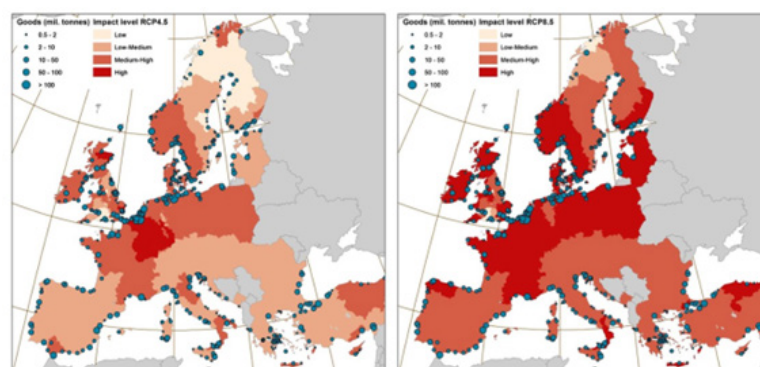 Goods (mil. tonnes) Impact level RCP4.5
0.5 - 2 Low
2 - 10 Low-Medium
10 - 50 Medium-High
50 - 100 High
> 100
Goods (mil. tonnes) Impact level RCP8.5
0.5 - 2 Low
2 - 10 Low-Medium
10 - 50 Medium-High
50 - 100 High
> 100